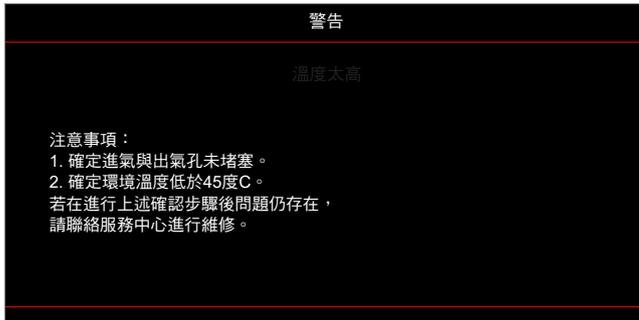 警告
溫度太高
注意事項：
1. 確定進氣與出氣孔未堵塞。
2. 確定環境溫度低於45度C。
若在進行上述確認步驟後問題仍存在，
請聯絡服務中心進行維修。